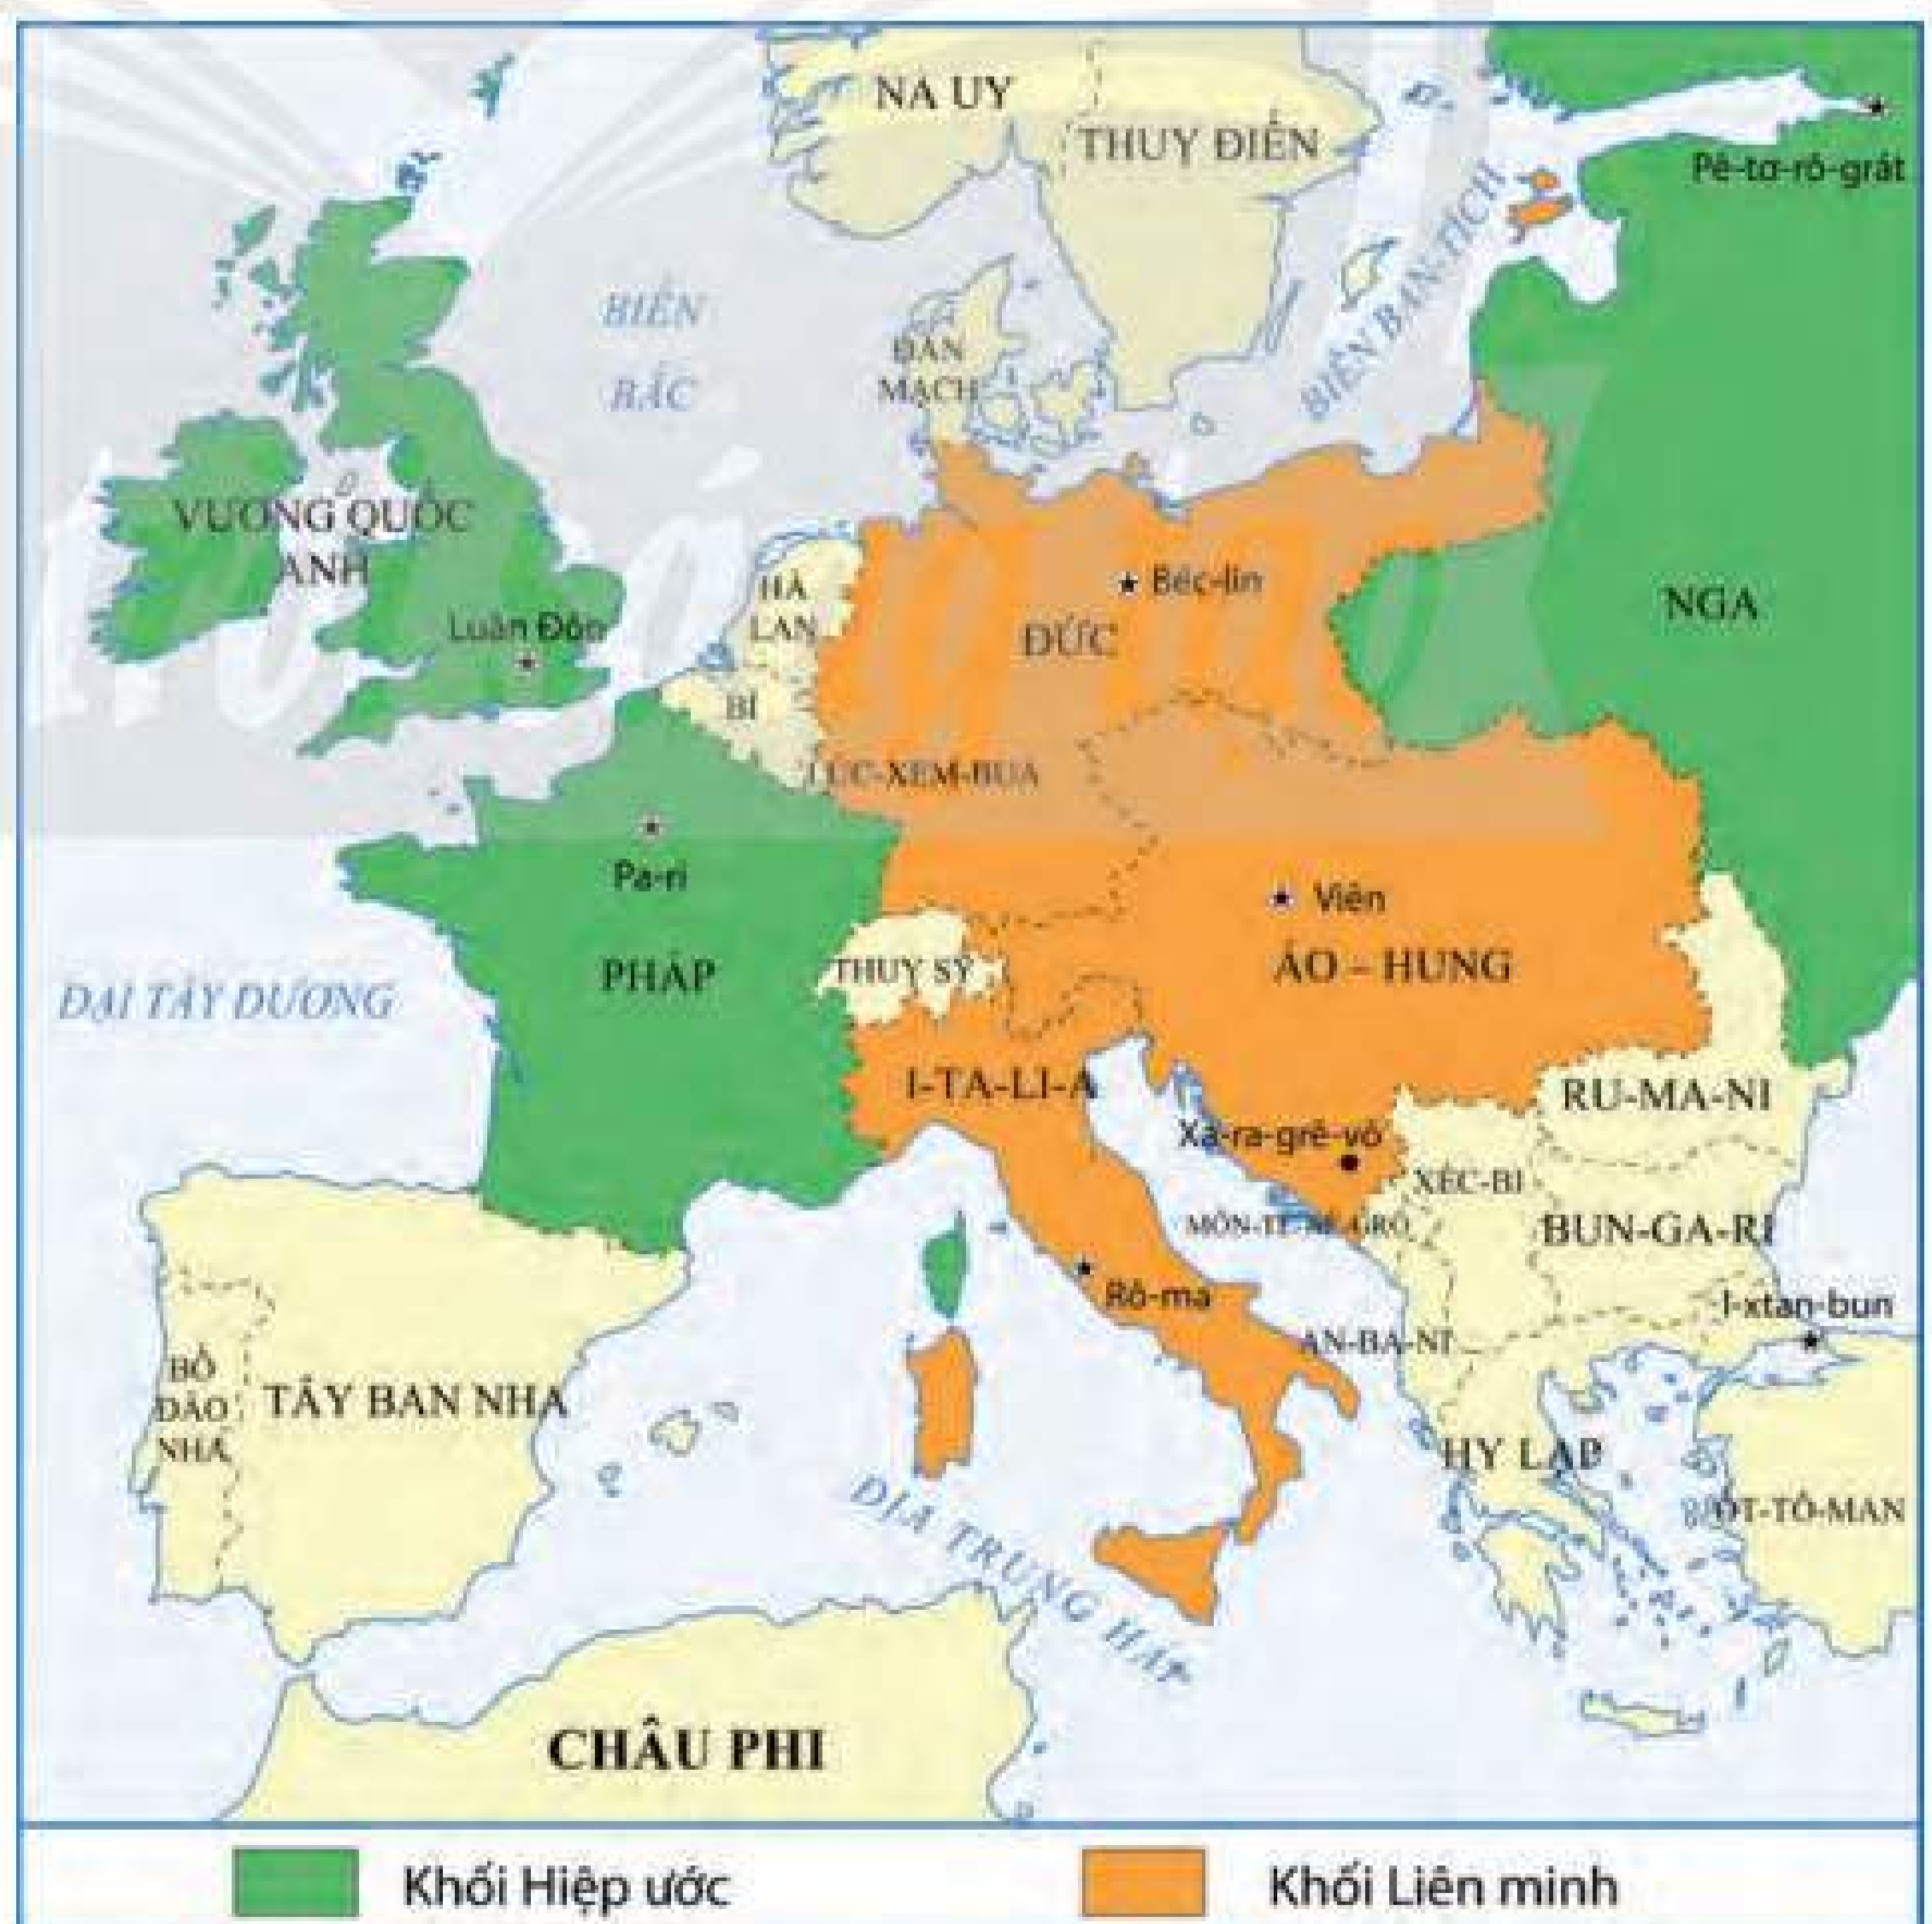 NA UY
THUỴ ĐIỂN
Pê-tơ-rô-grát
BIỂN BAN-TÍCH
BIỂN
BẮC
ĐAN
MẠCH
VƯƠNG QUỐC
ANH
Luân Đôn
HÀ
LAN
Béc-lin
ĐỨC
NGA
BỈ
LÚC-XEM-BUA
Pa-ri
Viên
PHÁP
THUỴ SỸ
ÁO – HUNG
ĐẠI TÂY DƯƠNG
I-TA-LI-A
RU-MA-NI
Xa-ra-giê-vô
XÉC-BI
MÔN-TÊ-NÊ-GRÔ
BUN-GA-RI
Rô-ma
I-xtan-bun
AN-BA-NI
BỒ
ĐÀO
NHA
TÂY BAN NHA
HY LẠP
ỐT-TÔ-MAN
ĐỊA TRUNG HẢI
CHÂU PHI
Khối Hiệp ước
Khối Liên minh